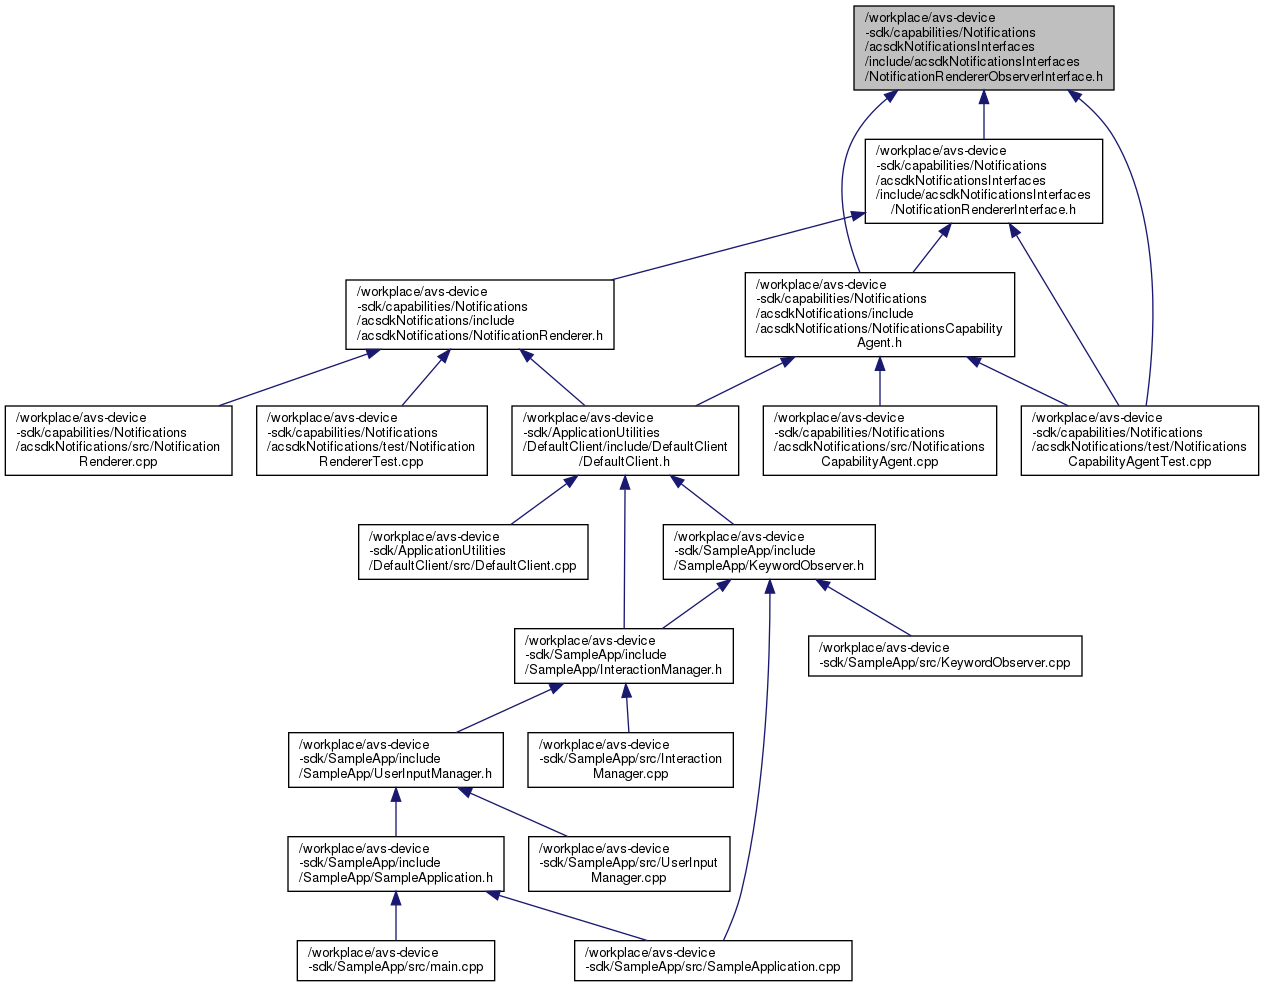 /workplace/avs-device
-sdk/capabilities/Notifications
/acsdkNotificationsInterfaces
/include/acsdkNotificationsInterfaces
/NotificationRendererObserverInterface.h
/workplace/avs-device
-sdk/capabilities/Notifications
/acsdkNotificationsInterfaces
/include/acsdkNotificationsInterfaces
/NotificationRendererInterface.h
/workplace/avs-device
-sdk/capabilities/Notifications
/acsdkNotifications/include
/acsdkNotifications/NotificationRenderer.h
/workplace/avs-device
-sdk/capabilities/Notifications
/acsdkNotifications/include
/acsdkNotifications/NotificationsCapability
Agent.h
/workplace/avs-device
-sdk/capabilities/Notifications
/acsdkNotifications/src/Notification
Renderer.cpp
/workplace/avs-device
-sdk/capabilities/Notifications
/acsdkNotifications/test/Notification
RendererTest.cpp
/workplace/avs-device
-sdk/ApplicationUtilities
/DefaultClient/include/DefaultClient
/DefaultClient.h
/workplace/avs-device
-sdk/capabilities/Notifications
/acsdkNotifications/src/Notifications
CapabilityAgent.cpp
/workplace/avs-device
-sdk/capabilities/Notifications
/acsdkNotifications/test/Notifications
CapabilityAgentTest.cpp
/workplace/avs-device
-sdk/ApplicationUtilities
/DefaultClient/src/DefaultClient.cpp
/workplace/avs-device
-sdk/SampleApp/include
/SampleApp/KeywordObserver.h
/workplace/avs-device
-sdk/SampleApp/include
/SampleApp/InteractionManager.h
/workplace/avs-device
-sdk/SampleApp/src/KeywordObserver.cpp
/workplace/avs-device
-sdk/SampleApp/include
/SampleApp/UserInputManager.h
/workplace/avs-device
-sdk/SampleApp/src/Interaction
Manager.cpp
/workplace/avs-device
-sdk/SampleApp/include
/SampleApp/SampleApplication.h
/workplace/avs-device
-sdk/SampleApp/src/UserInput
Manager.cpp
/workplace/avs-device
-sdk/SampleApp/src/main.cpp
/workplace/avs-device
-sdk/SampleApp/src/SampleApplication.cpp